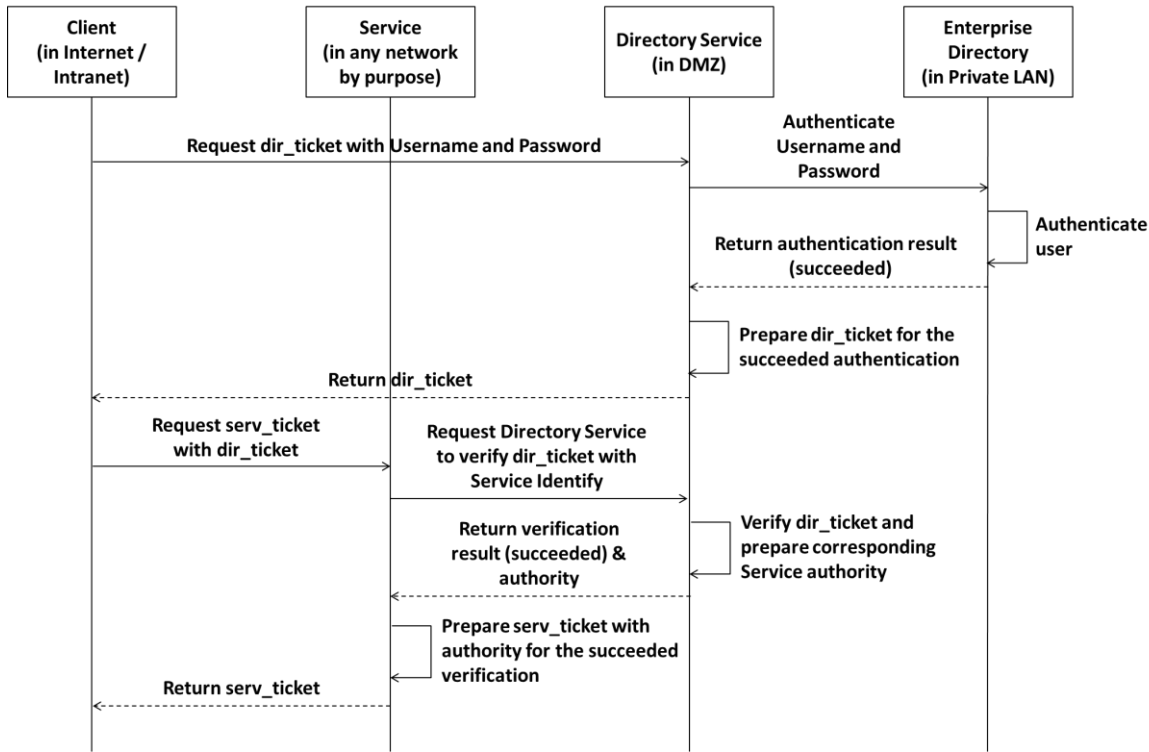 Client
(in Internet /
Intranet)
Service
(in any network
by purpose)
Directory Service
(in DMZ)
Enterprise
Directory
(in Private LAN)
Request dir_ticket with Username and Password
Authenticate
Username and
Password
Authenticate
user
Return authentication result
(succeeded)
Prepare dir_ticket for the
succeeded authentication
Return dir_ticket
Request serv_ticket
with dir_ticket
Request Directory Service
to verify dir_ticket with
Service Identify
Verify dir_ticket and
prepare corresponding
Service authority
Return verification
result (succeeded) &
authority
Prepare serv_ticket with
authority for the succeeded
verification
Return serv_ticket